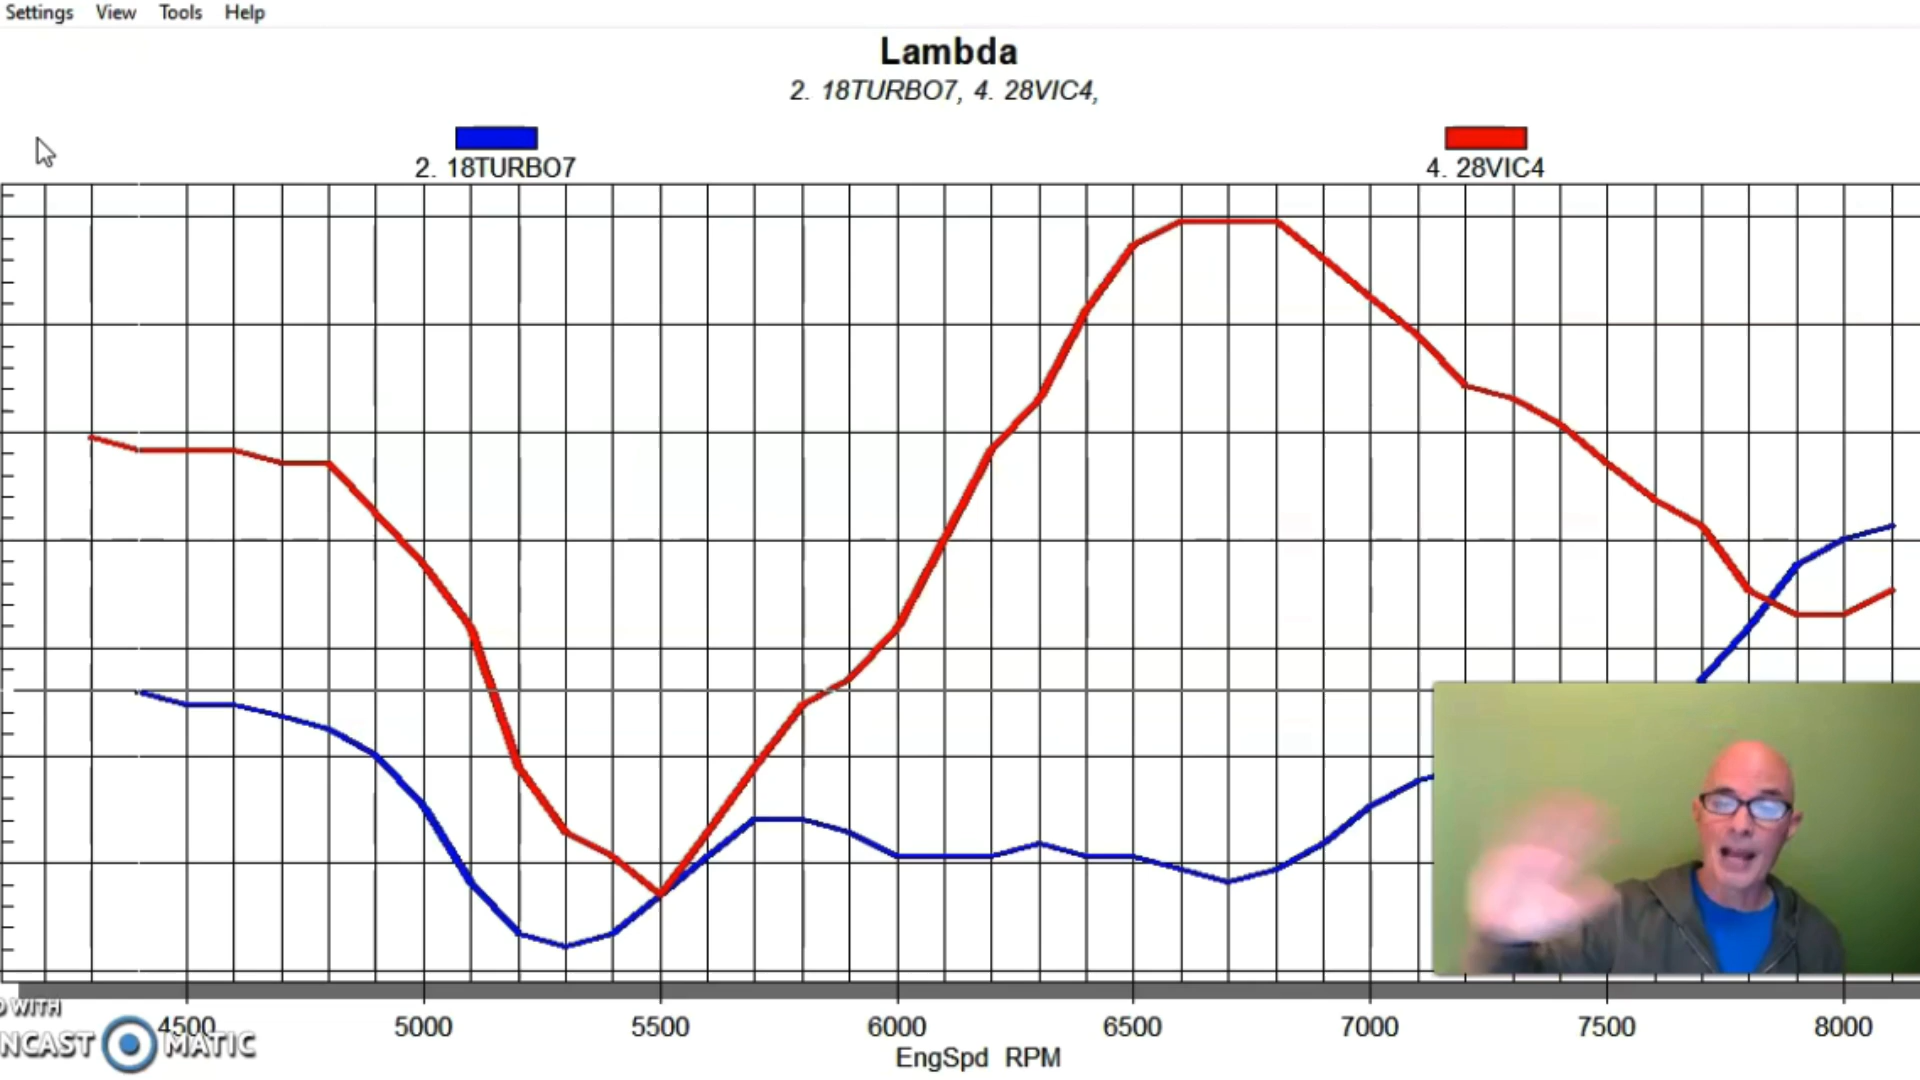 Settings View Tools Help
Lambda
2. 18TURBO7, 4. 28VIC4,
2. 18TURBO7
4. 28VIC4
4500 5000 5500 6000 6500 7000 7500 8000
EngSpd RPM
WITH
NCAST MATIC